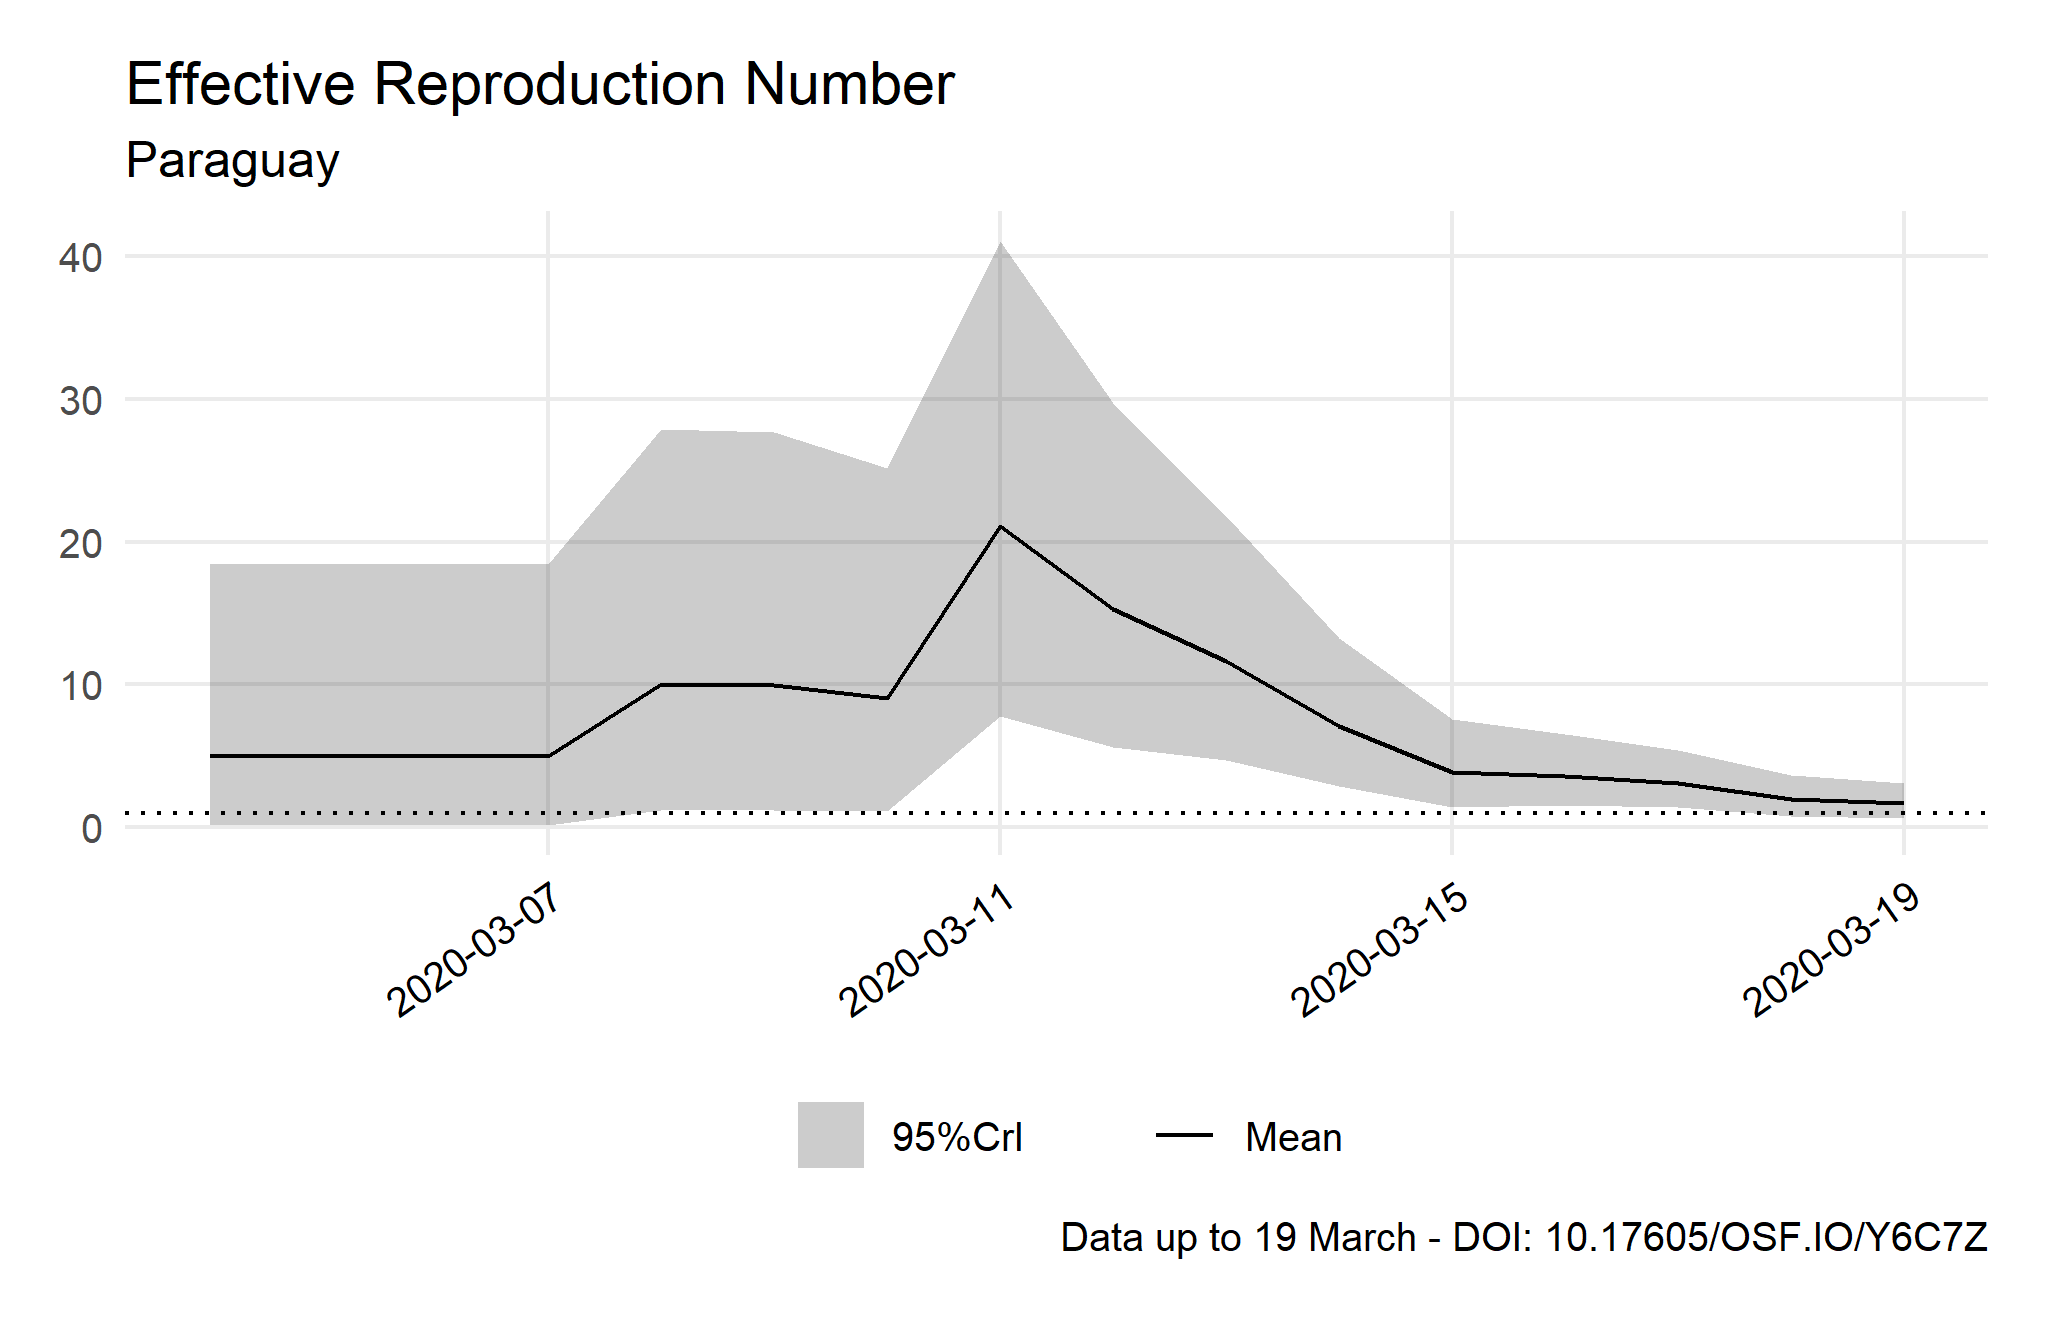 Effective Reproduction Number
Paraguay
40
30
20
10
0
2020-03-07
2020-03-11
2020-03-15
2020-03-19
95%CrI
Mean
Data up to 19 March - DOI: 10.17605/OSF.IO/Y6C7Z